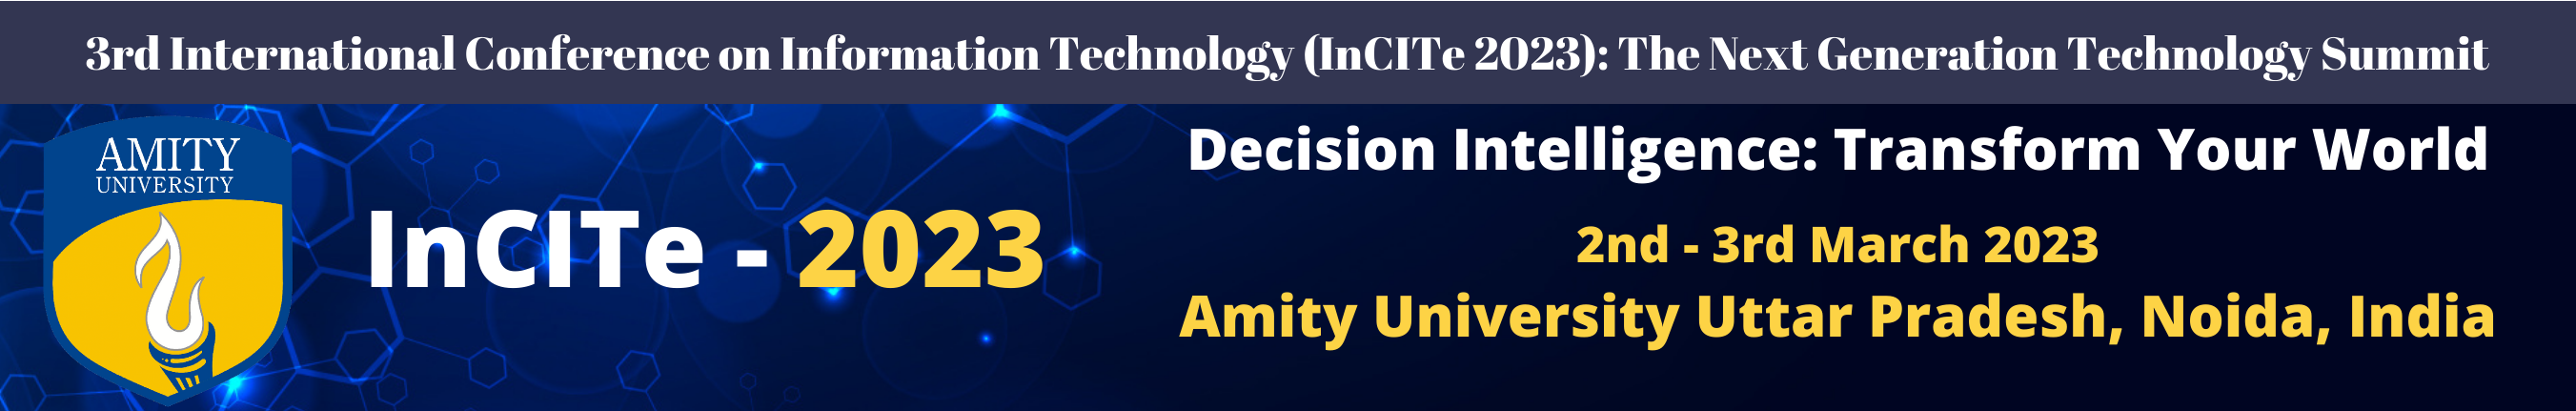 3rd International Conference on Information Technology (InCITe 2023): The Next Generation Technology Summit
AMITY
UNIVERSITY
InCITe - 2023
Decision Intelligence: Transform Your World
2nd - 3rd March 2023
Amity University Uttar Pradesh, Noida, India